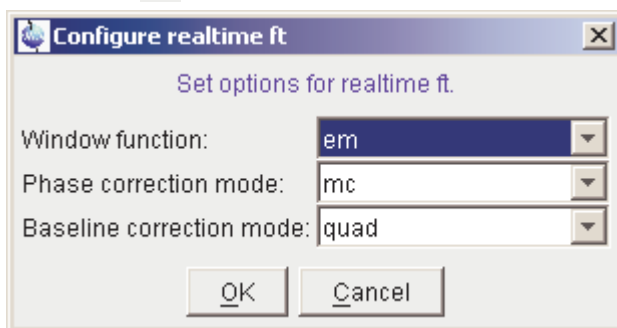 Configure realtime ft
Set options for realtime ft.
Window function: em
Phase correction mode: mc
Baseline correction mode: quad
OK Cancel